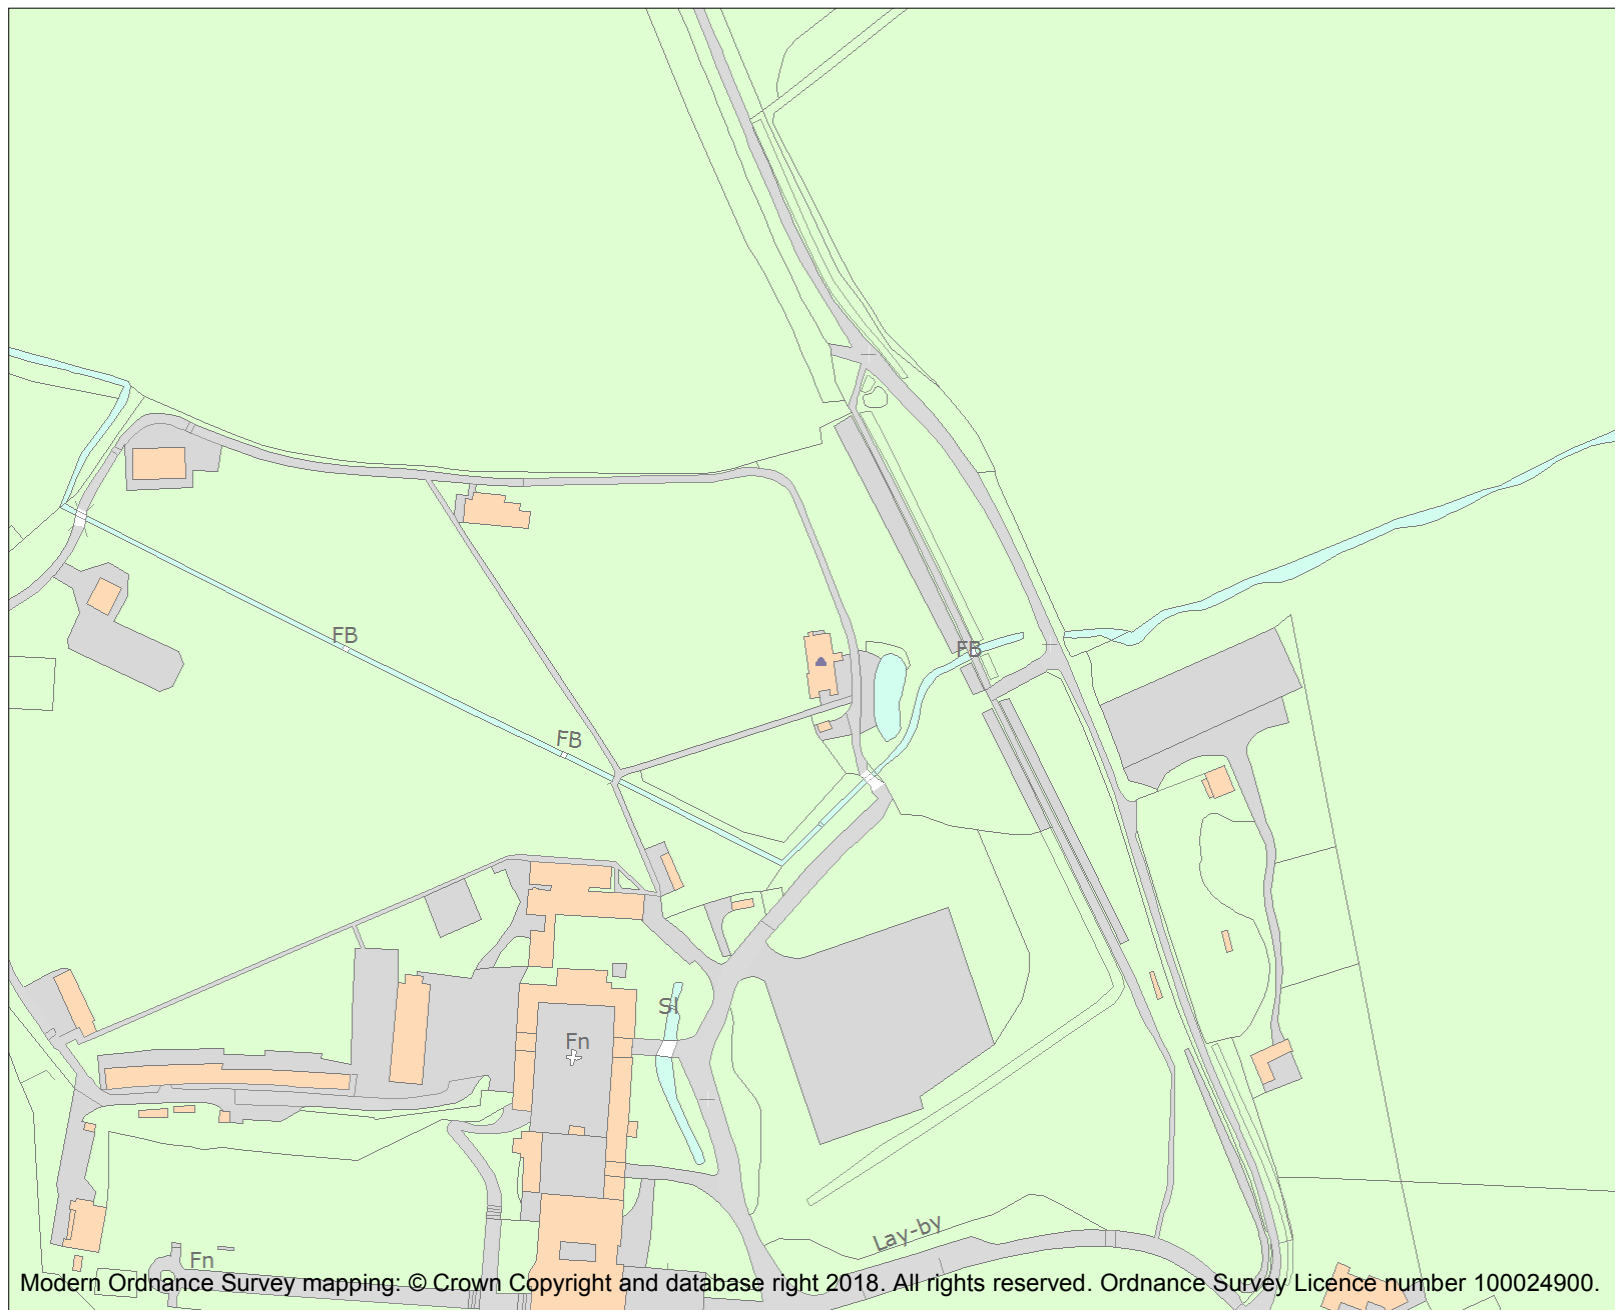 FB
FB
FB
Sl
Fn
Lay-by
Fn
Modern Ordnance Survey mapping: © Crown Copyright and database right 2018. All rights reserved. Ordnance Survey Licence number 100024900.